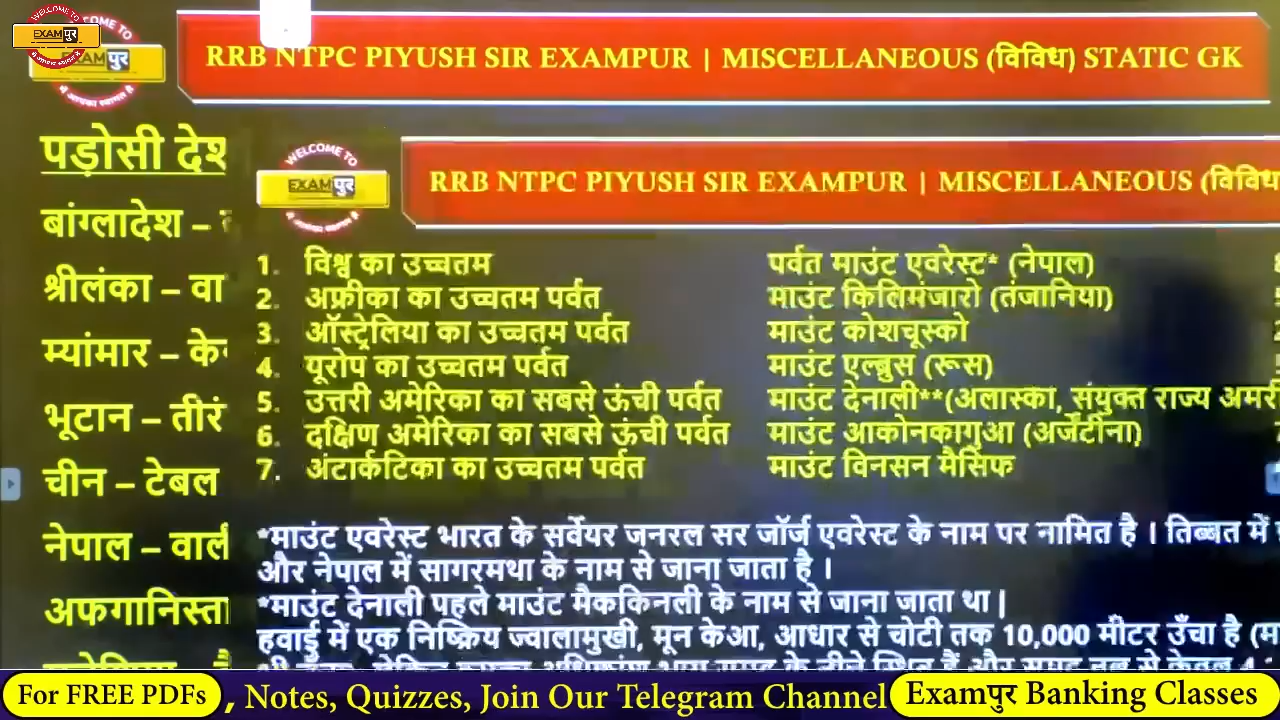 WELCOME TO
EXAMपुर
RRB NTPC PIYUSH SIR EXAMPUR | MISCELLANEOUS (विविध) STATIC GK
पड़ोसी देश
बांग्लादेश –
श्रीलंका – वा
म्यांमार –
भूटान –
चीन – टेबल
नेपाल –
WELCOME TO
EXAMपुर
RRB NTPC PIYUSH SIR EXAMPUR | MISCELLANEOUS (विविध
1. विश्व का उच्चतम पर्वत माउंट एवरेस्ट* (नेपाल)
2. अफ्रीका का उच्चतम पर्वत माउंट किलिमंजारो (तंजानिया)
3. ऑस्ट्रेलिया का उच्चतम पर्वत माउंट कोशचूस्को
4. यूरोप का उच्चतम पर्वत माउंट एल्ब्रुस (रूस)
5. उत्तरी अमेरिका का सबसे ऊंची पर्वत माउंट देनाली**(अलास्का, संयुक्त राज्य अमरी
6. दक्षिण अमेरिका का सबसे ऊंची पर्वत माउंट आकोनकागुआ (अर्जेंटीना)
7. अंटार्कटिका का उच्चतम पर्वत माउंट विनसन मैसिफ
*माउंट एवरेस्ट भारत के सर्वेयर जनरल सर जॉर्ज एवरेस्ट के नाम पर नामित है । तिब्बत में
और नेपाल में सागरमथा के नाम से जाना जाता है ।
*माउंट देनाली पहले माउंट मैककिनली के नाम से जाना जाता था |
हवाई में एक निष्क्रिय ज्वालामुखी, मून केआ, आधार से चोटी तक 10,000 मीटर उँचा है
For FREE PDFs , Notes, Quizzes, Join Our Telegram Channel Examपुर Banking Classes